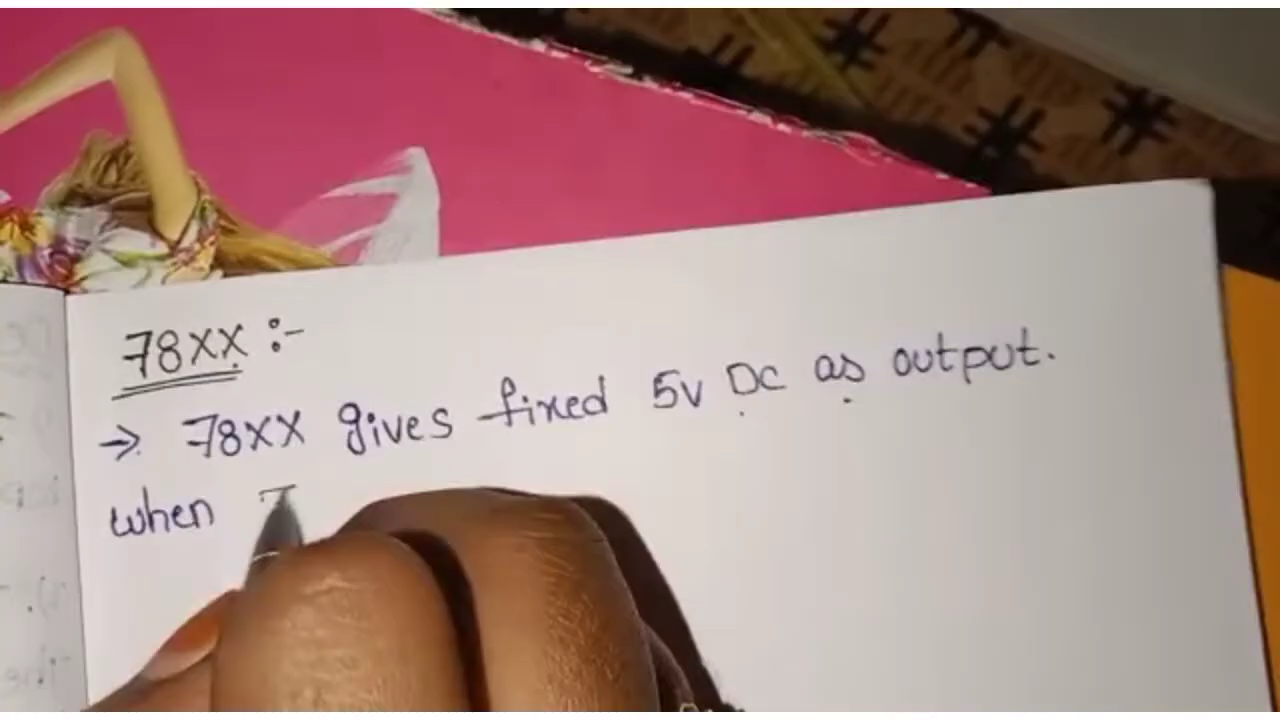 78XX :-
→ 78XX gives fixed 5v DC as output.
when